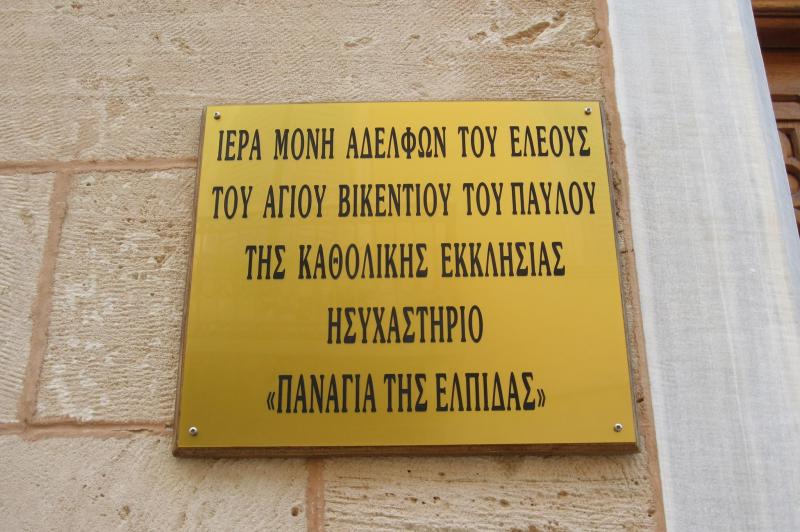 ΙΕΡΑ ΜΟΝΗ ΑΔΕΛΦΩΝ ΤΟΥ ΕΛΕΟΥΣ
ΤΟΥ ΑΓΙΟΥ ΒΙΚΕΝΤΙΟΥ ΤΟΥ ΠΑΥΛΟΥ
ΤΗΣ ΚΑΘΟΛΙΚΗΣ ΕΚΚΛΗΣΙΑΣ
ΗΣΥΧΑΣΤΗΡΙΟ
«ΠΑΝΑΓΙΑ ΤΗΣ ΕΛΠΙΔΑΣ»